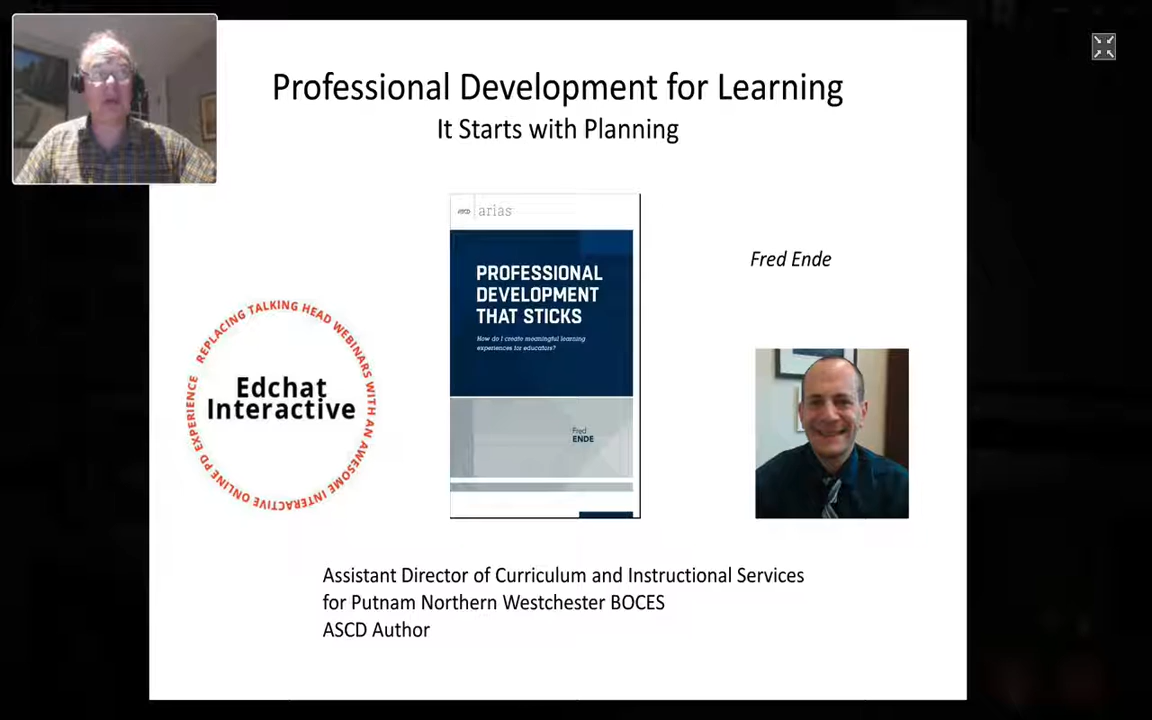 Professional Development for Learning
It Starts with Planning
arias
PROFESSIONAL
DEVELOPMENT
THAT STICKS
How do I create meaningful learning
experiences for educators?
Fred
ENDE
Fred Ende
REPLACING TALKING HEAD WEBINARS WITH AN AWESOME INTERACTIVE ONLINE PD EXPERIENCE
Edchat
Interactive
Assistant Director of Curriculum and Instructional Services
for Putnam Northern Westchester BOCES
ASCD Author